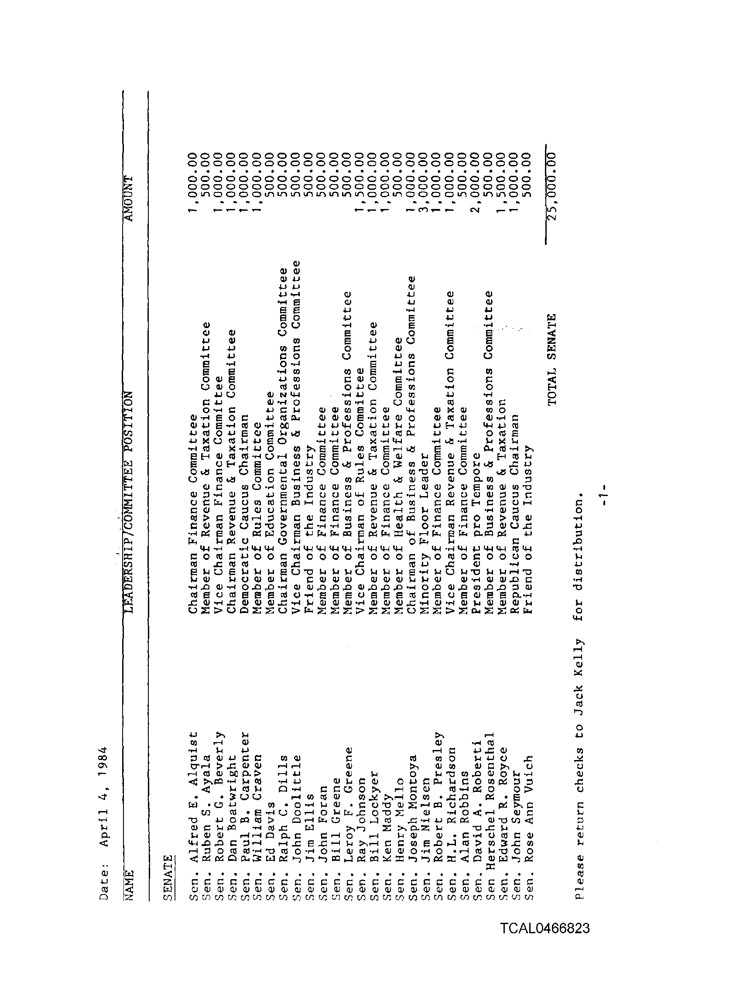 Date: April 4, 1984
NAME LEADERSHIP/COMMITTEE POSITION AMOUNT
SENATE
Sen. Alfred E. Alquist Chairman Finance Committee 1,000.00
Sen. Ruben S. Ayala Member of Revenue & Taxation Committee 500.00
Sen. Robert G. Beverly Vice Chairman Finance Committee 1,000.00
Sen. Dan Boatwright Chairman Revenue & Taxation Committee 1,000.00
Sen. Paul B. Carpenter Democratic Caucus Chairman 1,000.00
Sen. William Craven Member of Rules Committee 1,000.00
Sen. Ed Davis Member of Education Committee 500.00
Sen. Ralph C. Dills Chairman Governmental Organizations Committee 500.00
Sen. John Doolittle Vice Chairman Business & Professions Committee 500.00
Sen. Jim Ellis Friend of the Industry 500.00
Sen. John Foran Member of Finance Committee 500.00
Sen. Bill Greene Member of Finance Committee 500.00
Sen. Leroy F. Greene Member of Business & Professions Committee 500.00
Sen. Ray Johnson Vice Chairman of Rules Committee 1,500.00
Sen. Bill Lockyer Member of Revenue & Taxation Committee 1,000.00
Sen. Ken Maddy Member of Finance Committee 1,000.00
Sen. Henry Mello Member of Health & Welfare Committee 500.00
Sen. Joseph Montoya Chairman of Business & Professions Committee 1,000.00
Sen. Jim Nielsen Minority Floor Leader 3,000.00
Sen. Robert B. Presley Member of Finance Committee 1,000.00
Sen. H.L. Richardson Vice Chairman Revenue & Taxation Committee 1,000.00
Sen. Alan Robbins Member of Finance Committee 500.00
Sen. David A. Roberti President pro Tempore 2,000.00
Sen Herschel Rosenthal Member of Business & Professions Committee 500.00
Sen. Edward R. Royce Member of Revenue & Taxation 1,500.00
Sen. John Seymour Republican Caucus Chairman 1,000.00
Sen. Rose Ann Vuich Friend of the Industry 500.00
TOTAL SENATE 25,000.00
Please return checks to Jack Kelly for distribution.
-1-
TCAL0466823